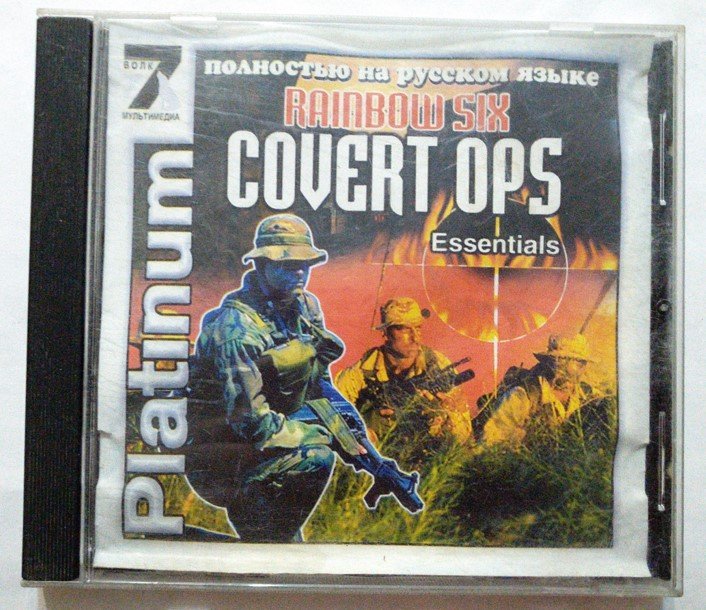 7
ВОЛК
МУЛЬТИМЕДИА
полностью на русском языке
RAINBOW SIX
COVERT OPS
Essentials
Platinum